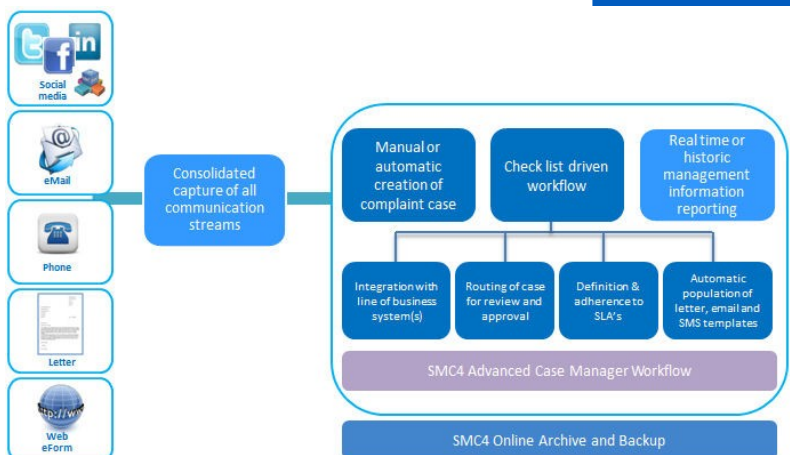 in
Social
media
@
eMail
Phone
Letter
http://ww
Web
eForm
Consolidated
capture of all
communication
streams
Manual or
automatic
creation of
complaint case
Check list driven
workflow
Real time or
historic
management
information
reporting
Integration with
line of business
system(s)
Routing of case
for review and
approval
Definition &
adherence to
SLA's
Automatic
population of
letter, email and
SMS templates
SMC4 Advanced Case Manager Workflow
SMC4 Online Archive and Backup